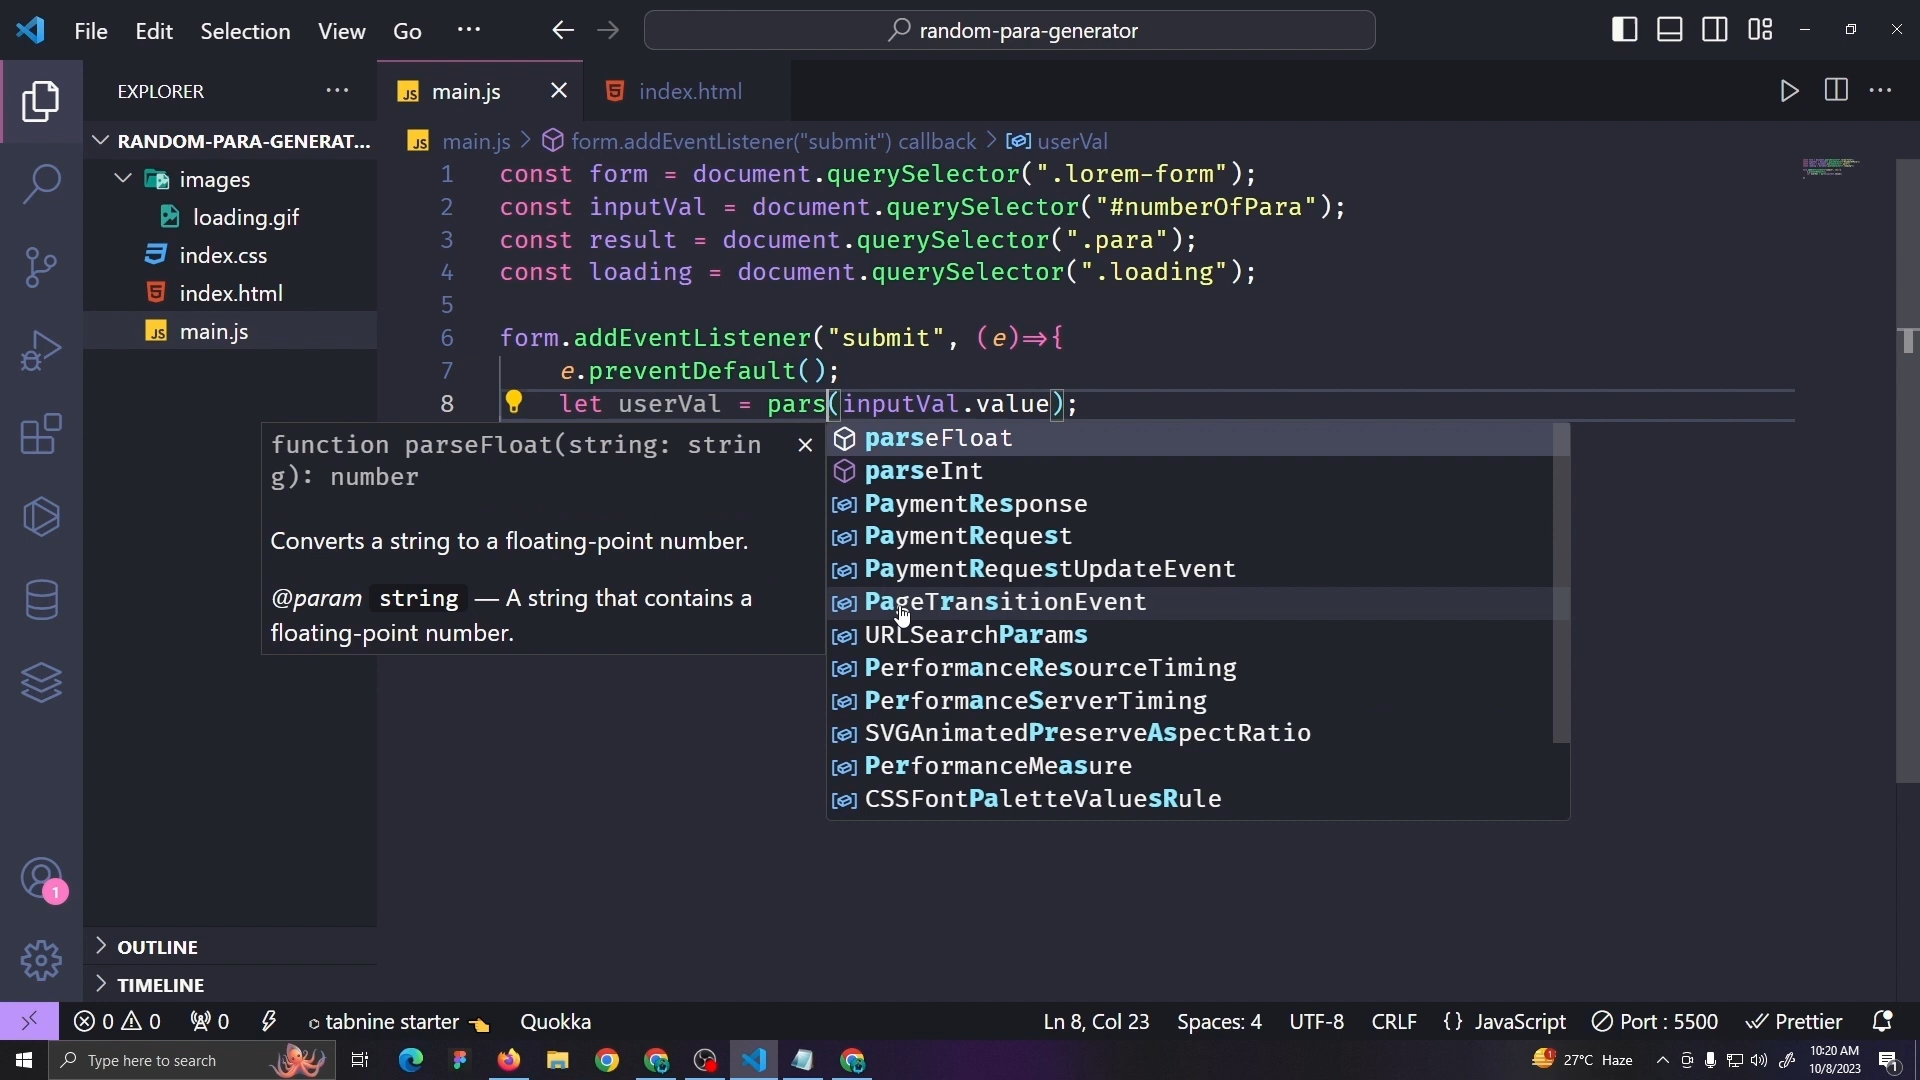 File Edit Selection View Go ··· random-para-generator
EXPLORER ···
main.js
index.html
RANDOM-PARA-GENERAT...
images
loading.gif
index.css
index.html
main.js
main.js > form.addEventListener("submit") callback > userVal
1 const form = document.querySelector(".lorem-form");
2 const inputVal = document.querySelector("#numberOfPara");
3 const result = document.querySelector(".para");
4 const loading = document.querySelector(".loading");
5
6 form.addEventListener("submit", (e)=>{
7 e.preventDefault();
8 let userVal = pars(inputVal.value);
function parseFloat(string: strin
g): number
Converts a string to a floating-point number.
@param string — A string that contains a
floating-point number.
parseFloat
parseInt
PaymentResponse
PaymentRequest
PaymentRequestUpdateEvent
PageTransitionEvent
URLSearchParams
PerformanceResourceTiming
PerformanceServerTiming
SVGAnimatedPreserveAspectRatio
PerformanceMeasure
CSSFontPaletteValuesRule
1
OUTLINE
TIMELINE
0 0 0 tabnine starter Quokka Ln 8, Col 23 Spaces: 4 UTF-8 CRLF {} JavaScript Port : 5500 Prettier
Type here to search
1 27°C Haze
10:20 AM
10/8/2023
1